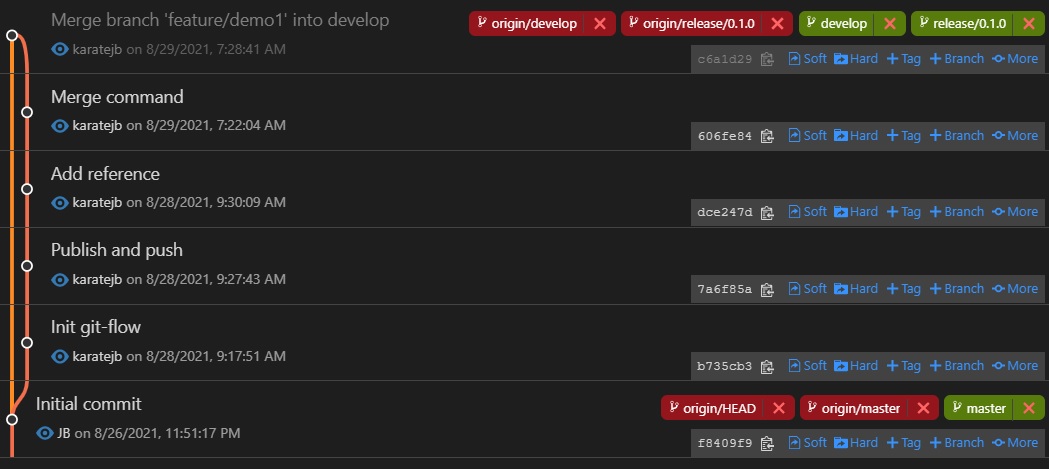 Merge branch 'feature/demo1' into develop origin/develop origin/release/0.1.0 develop release/0.1.0
karatejb on 8/29/2021, 7:28:41 AM c6a1d29 Soft Hard Tag Branch More
Merge command
karatejb on 8/29/2021, 7:22:04 AM 606fe84 Soft Hard Tag Branch More
Add reference
karatejb on 8/28/2021, 9:30:09 AM dce247d Soft Hard Tag Branch More
Publish and push
karatejb on 8/28/2021, 9:27:43 AM 7a6f85a Soft Hard Tag Branch More
Init git-flow
karatejb on 8/28/2021, 9:17:51 AM b735cb3 Soft Hard Tag Branch More
Initial commit origin/HEAD origin/master master
JB on 8/26/2021, 11:51:17 PM f8409f9 Soft Hard Tag Branch More